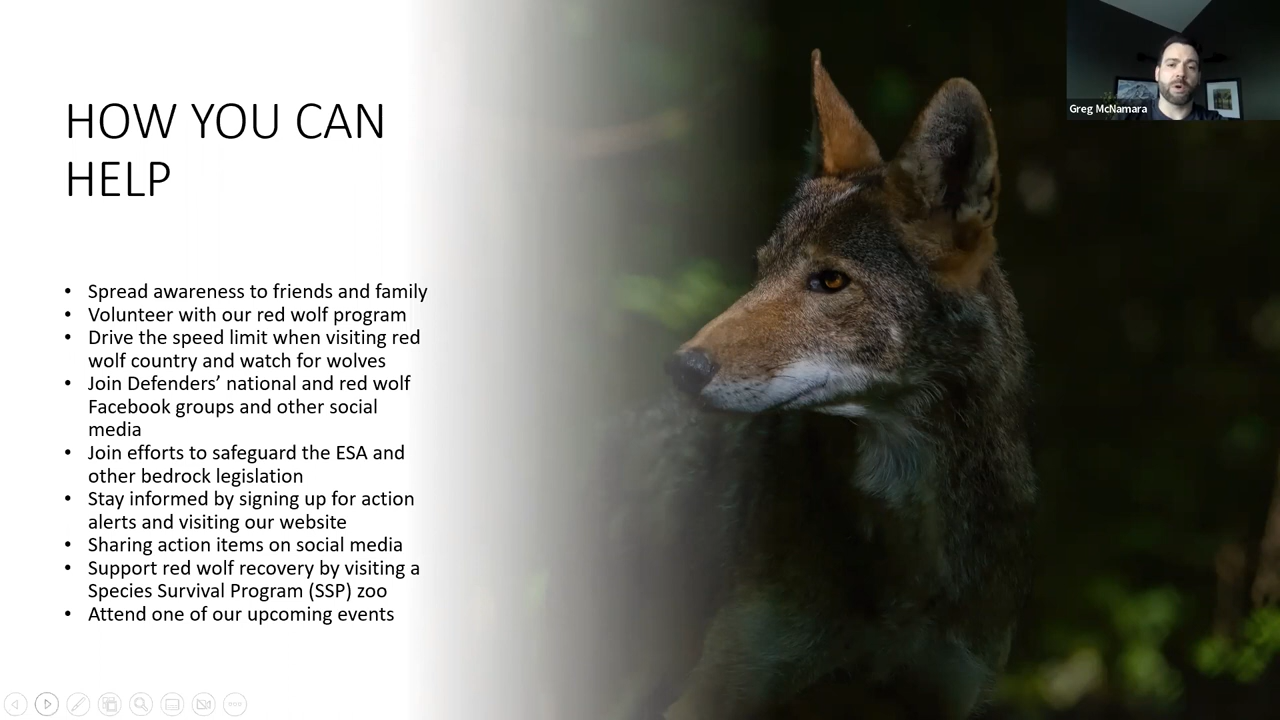 HOW YOU CAN
HELP
• Spread awareness to friends and family
• Volunteer with our red wolf program
• Drive the speed limit when visiting red
wolf country and watch for wolves
• Join Defenders’ national and red wolf
Facebook groups and other social
media
• Join efforts to safeguard the ESA and
other bedrock legislation
• Stay informed by signing up for action
alerts and visiting our website
• Sharing action items on social media
• Support red wolf recovery by visiting a
Species Survival Program (SSP) zoo
• Attend one of our upcoming events
Greg McNamara